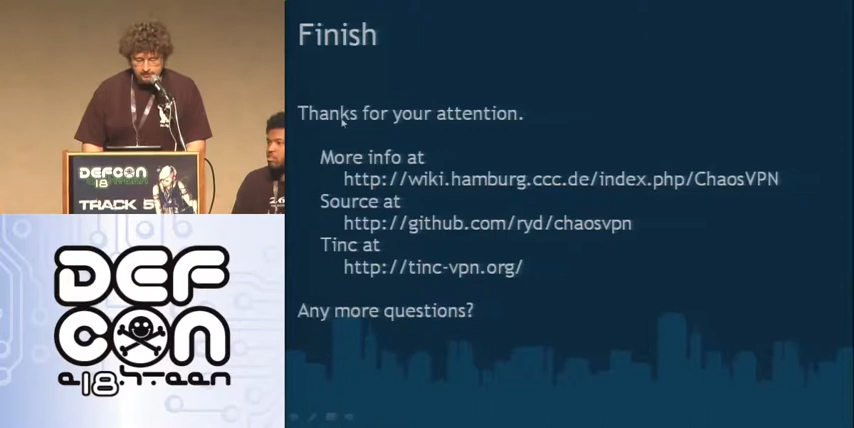 Finish
Thanks for your attention.
More info at
http://wiki.hamburg.ccc.de/index.php/ChaosVPN
Source at
http://github.com/ryd/chaosvpn
Tinc at
http://tinc-vpn.org/
Any more questions?
DEFCON
18
TRACK 5
DEF
CON
e18hteen